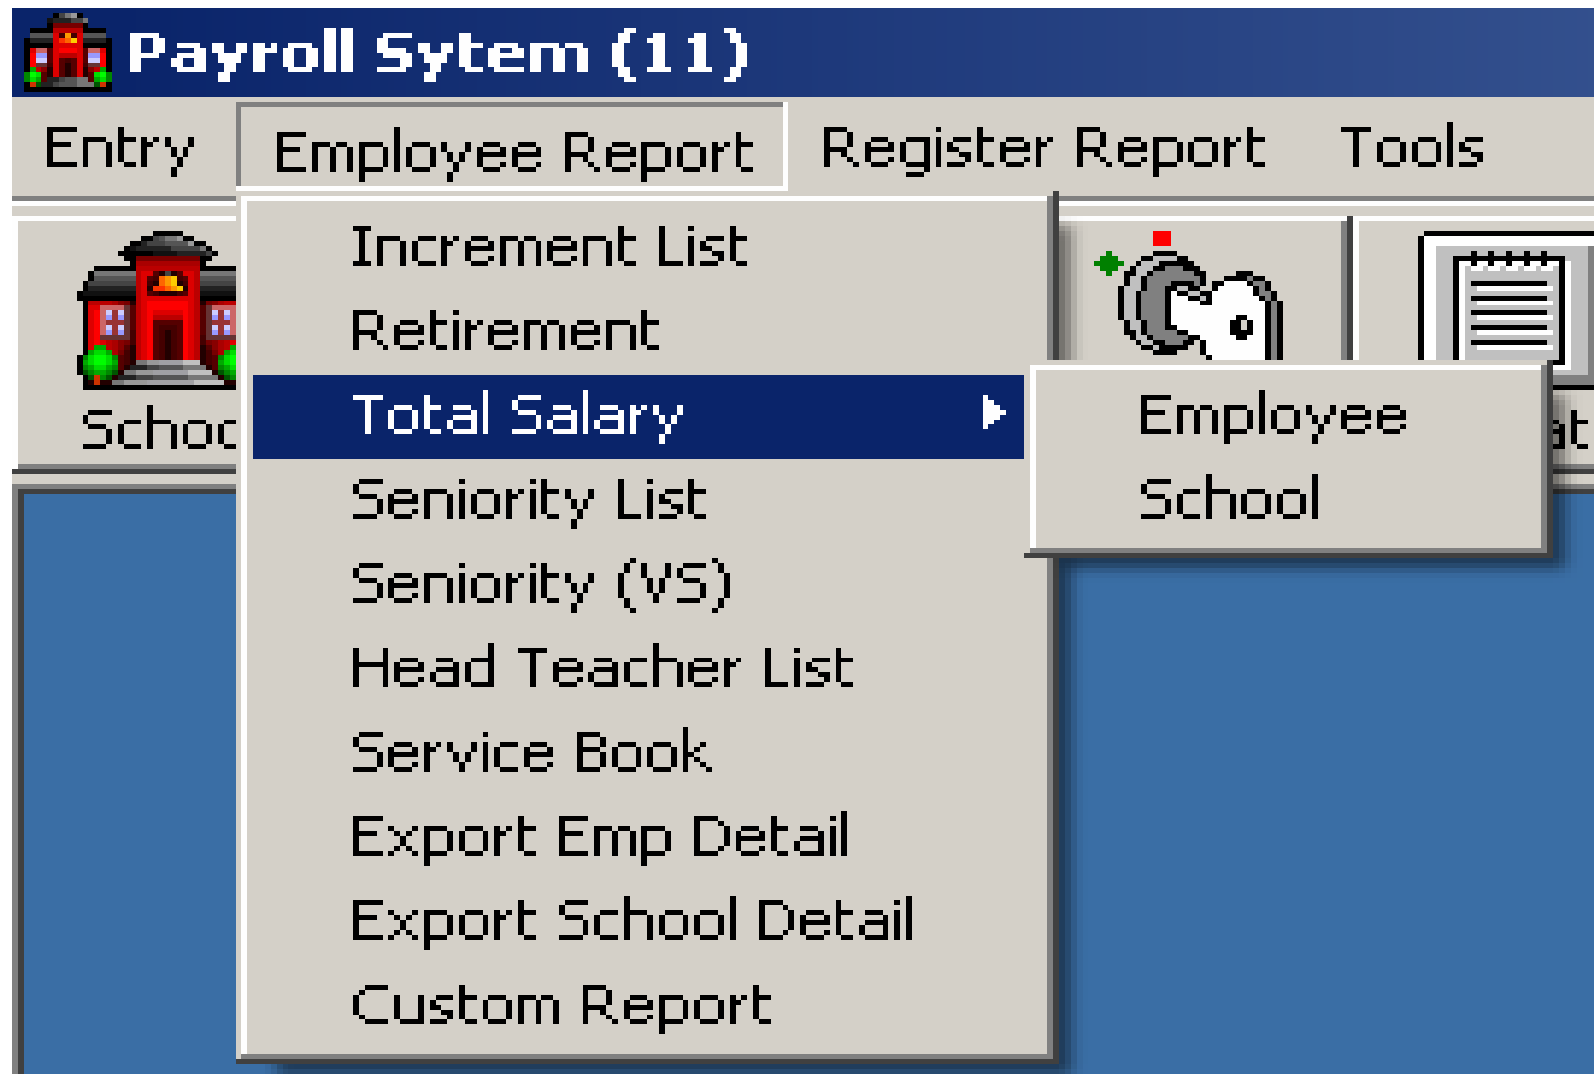 Payroll Sytem (11)
Entry Employee Report Register Report Tools
Increment List
Retirement
Total Salary
Employee
Seniority List
School
Seniority (VS)
Head Teacher List
Service Book
Export Emp Detail
Export School Detail
Custom Report